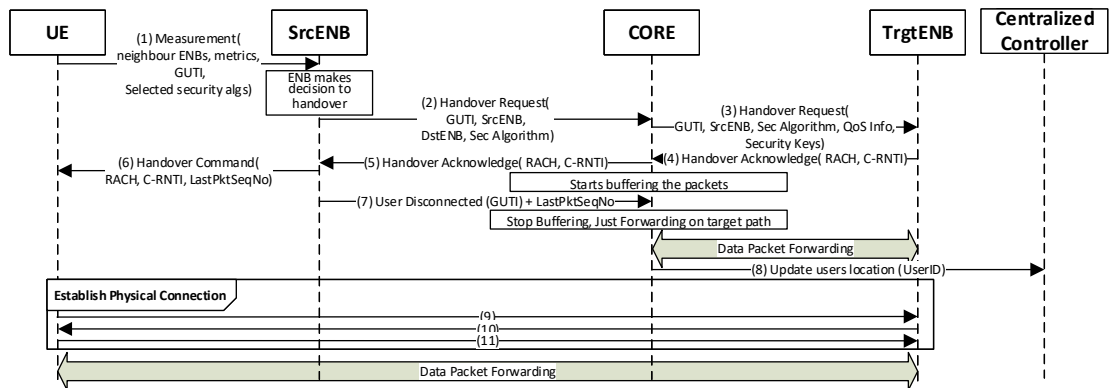 UE
SrcENB
CORE
TrgtENB
Centralized
Controller
(1) Measurement(
neighbour ENBs, metrics,
GUTI,
Selected security algs)
ENB makes
decision to
handover
(2) Handover Request(
GUTI, SrcENB,
DstENB, Sec Algorithm)
(3) Handover Request(
GUTI, SrcENB, Sec Algorithm, QoS Info,
Security Keys)
(4) Handover Acknowledge( RACH, C-RNTI)
(5) Handover Acknowledge( RACH, C-RNTI)
(6) Handover Command(
RACH, C-RNTI, LastPktSeqNo)
Starts buffering the packets
(7) User Disconnected (GUTI) + LastPktSeqNo
Stop Buffering, Just Forwarding on target path
Data Packet Forwarding
(8) Update users location (UserID)
Establish Physical Connection
(9)
(10)
(11)
Data Packet Forwarding